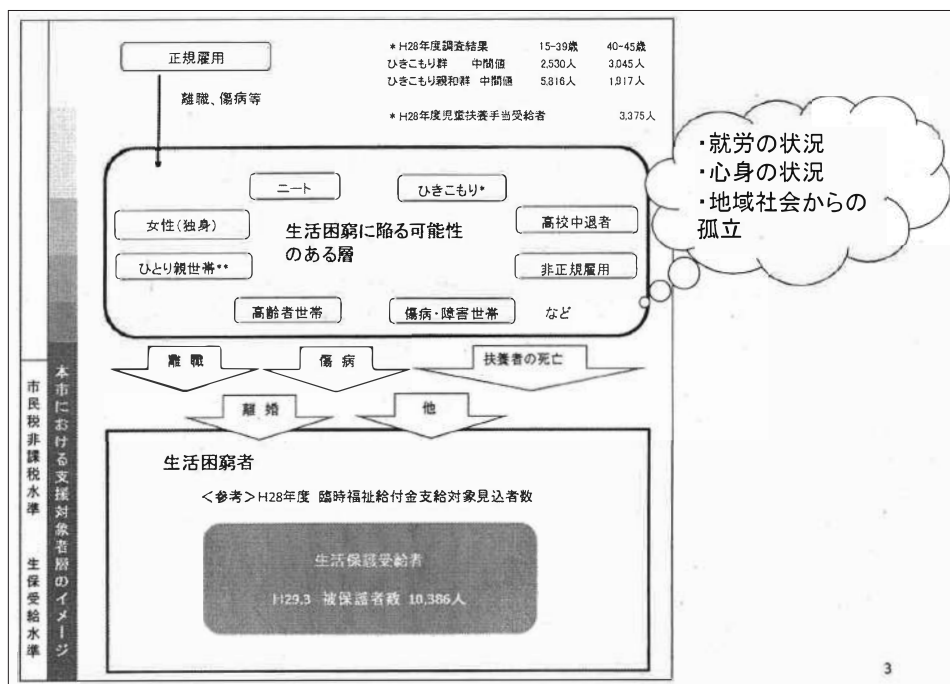 正規雇用
離職、傷病等
*H28年度調査結果 15-39歳 40-45歳
ひきこもり群 中間値 2,530人 3,045人
ひきこもり親和群 中間値 5,816人 1,917人
*H28年度児童扶養手当受給者 3,375人
・就労の状況
・心身の状況
・地域社会からの
孤立
ニート
ひきこもり*
女性(独身)
生活困窮に陥る可能性
のある層
高校中退者
ひとり親世帯**
非正規雇用
高齢者世帯
傷病・障害世帯
など
離職
傷病
扶養者の死亡
離婚
他
生活困窮者
<参考>H28年度 臨時福祉給付金支給対象見込者数
生活保護受給者
H29.3 被保護者数 10,386人
市民税非課税水準
生保受給水準
本市における支援対象者層のイメージ
3